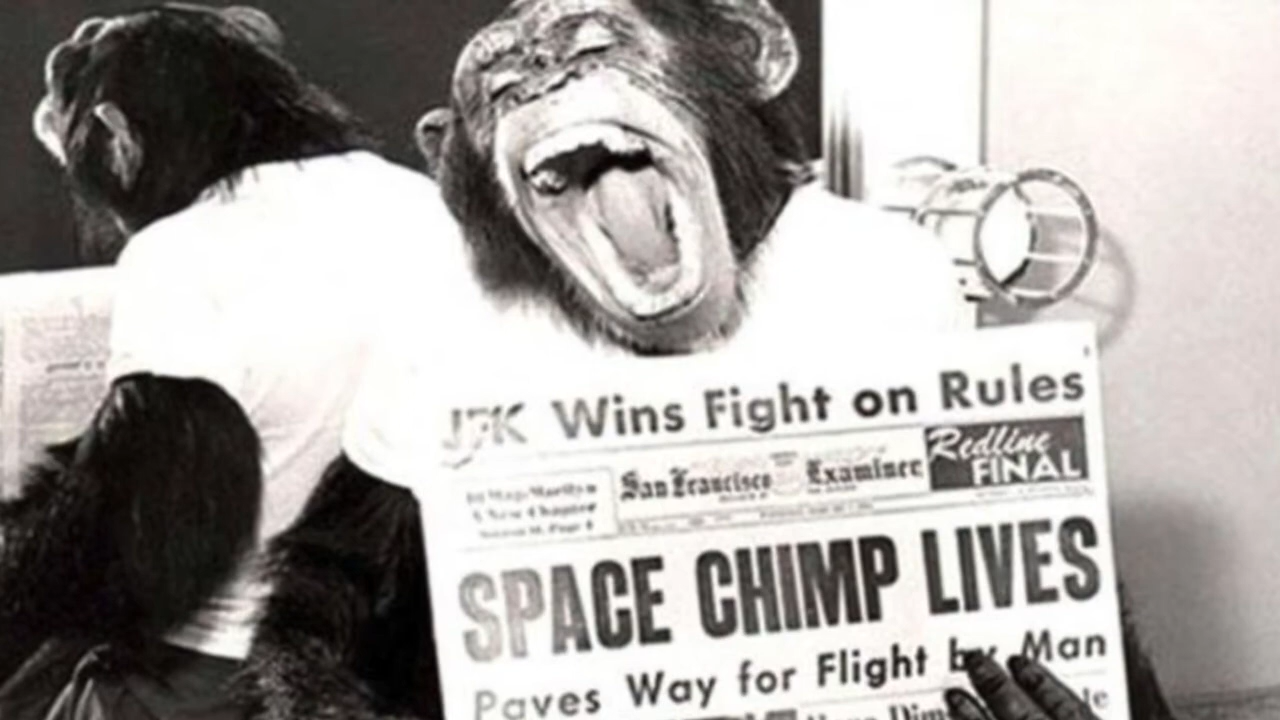 JFK Wins Fight on Rules
San Francisco Examiner
Redline
FINAL
SPACE CHIMP LIVES
Paves Way for Flight by Man